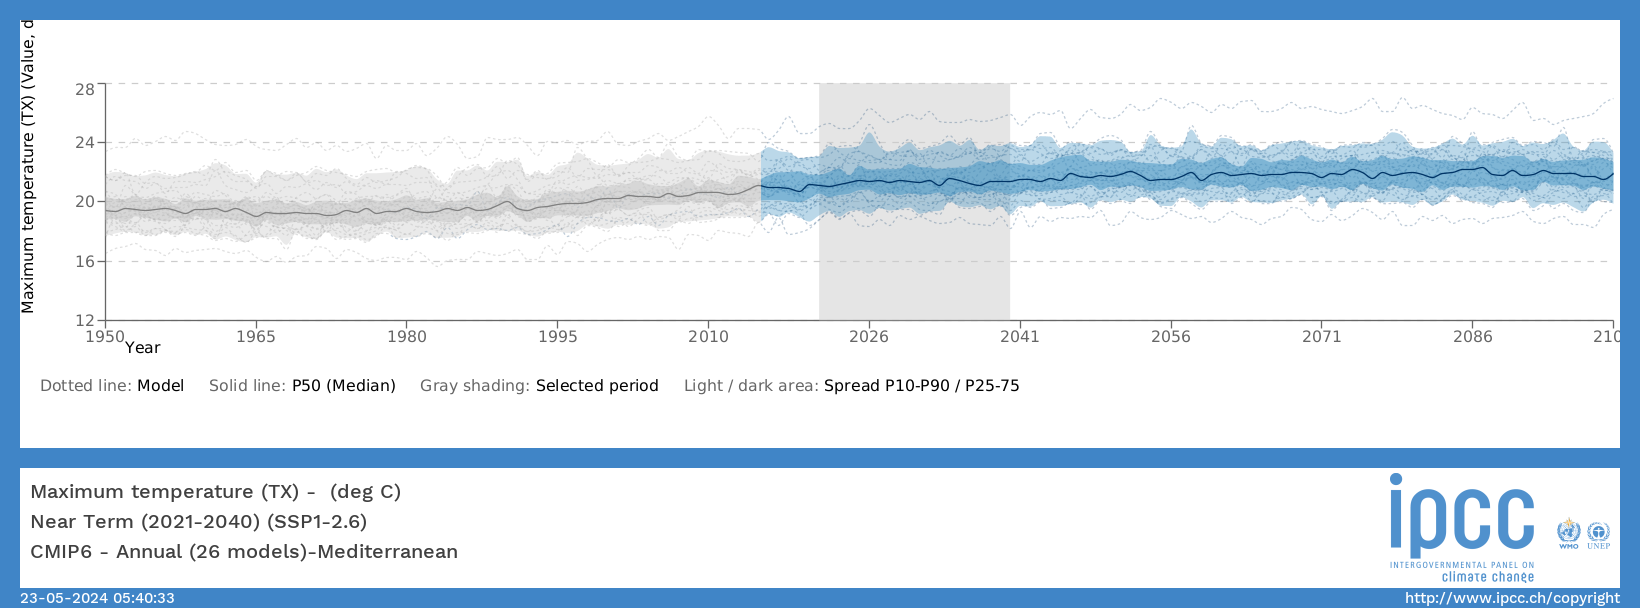 Maximum temperature (TX) (Value, d
28
24
20
16
12
1950 1965 1980 1995 2010 2026 2041 2056 2071 2086 210
Year
Dotted line: Model Solid line: P50 (Median) Gray shading: Selected period Light / dark area: Spread P10-P90 / P25-75
Maximum temperature (TX) - (deg C)
Near Term (2021-2040) (SSP1-2.6)
CMIP6 - Annual (26 models)-Mediterranean
ipcc
INTERGOVERNMENTAL PANEL ON
climate change
WMO
UNEP
23-05-2024 05:40:33
http://www.ipcc.ch/copyright